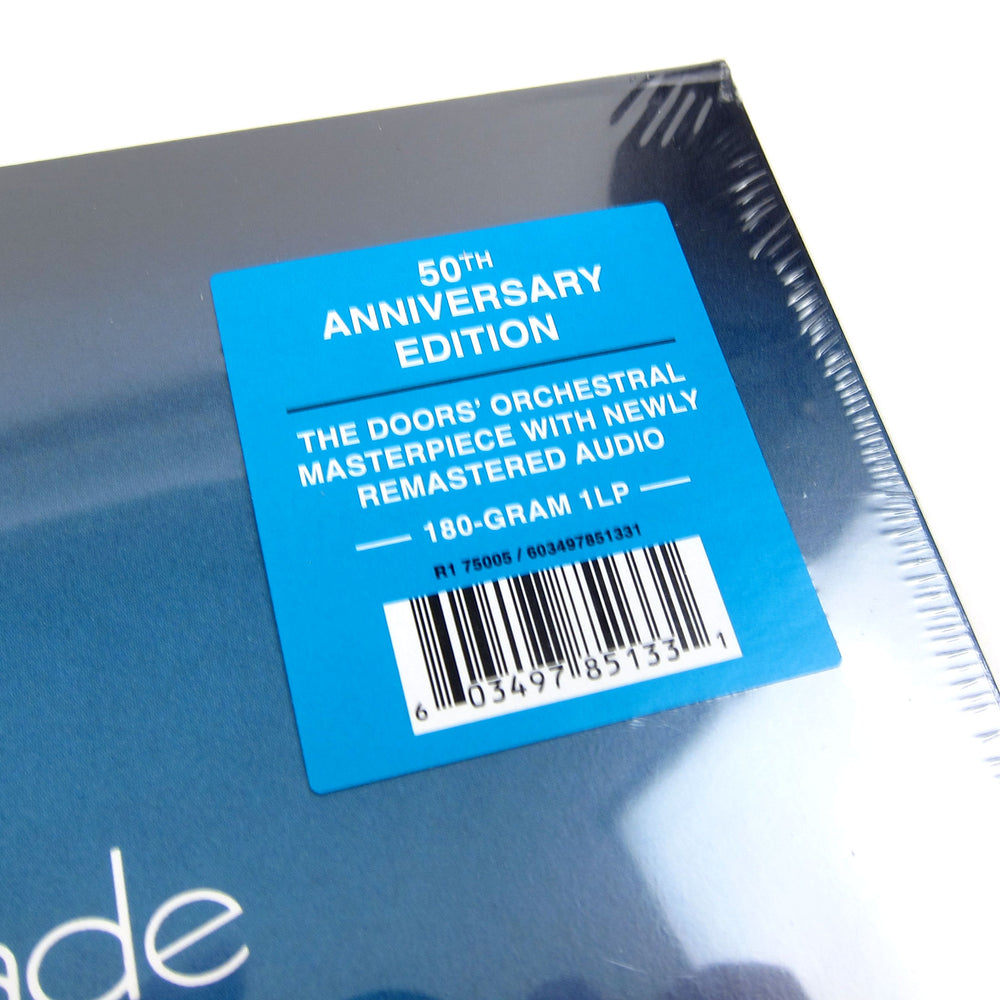 50TH
ANNIVERSARY
EDITION
THE DOORS' ORCHESTRAL
MASTERPIECE WITH NEWLY
REMASTERED AUDIO
180-GRAM 1LP
R1 75005 / 603497851331
6 03497 85133 1
ade